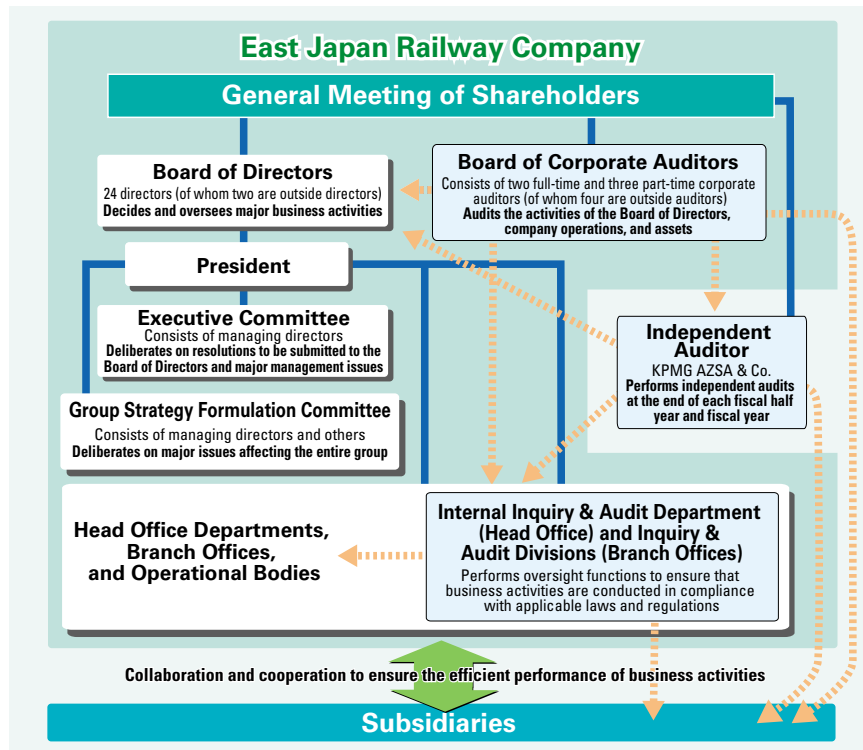 East Japan Railway Company
General Meeting of Shareholders
Board of Directors
24 directors (of whom two are outside directors)
Decides and oversees major business activities
Board of Corporate Auditors
Consists of two full-time and three part-time corporate
auditors (of whom four are outside auditors)
Audits the activities of the Board of Directors,
company operations, and assets
President
Executive Committee
Consists of managing directors
Deliberates on resolutions to be submitted to the
Board of Directors and major management issues
Independent
Auditor
KPMG AZSA & Co.
Performs independent audits
at the end of each fiscal half
year and fiscal year
Group Strategy Formulation Committee
Consists of managing directors and others
Deliberates on major issues affecting the entire group
Head Office Departments,
Branch Offices,
and Operational Bodies
Internal Inquiry & Audit Department
(Head Office) and Inquiry &
Audit Divisions (Branch Offices)
Performs oversight functions to ensure that
business activities are conducted in compliance
with applicable laws and regulations
Collaboration and cooperation to ensure the efficient performance of business activities
Subsidiaries